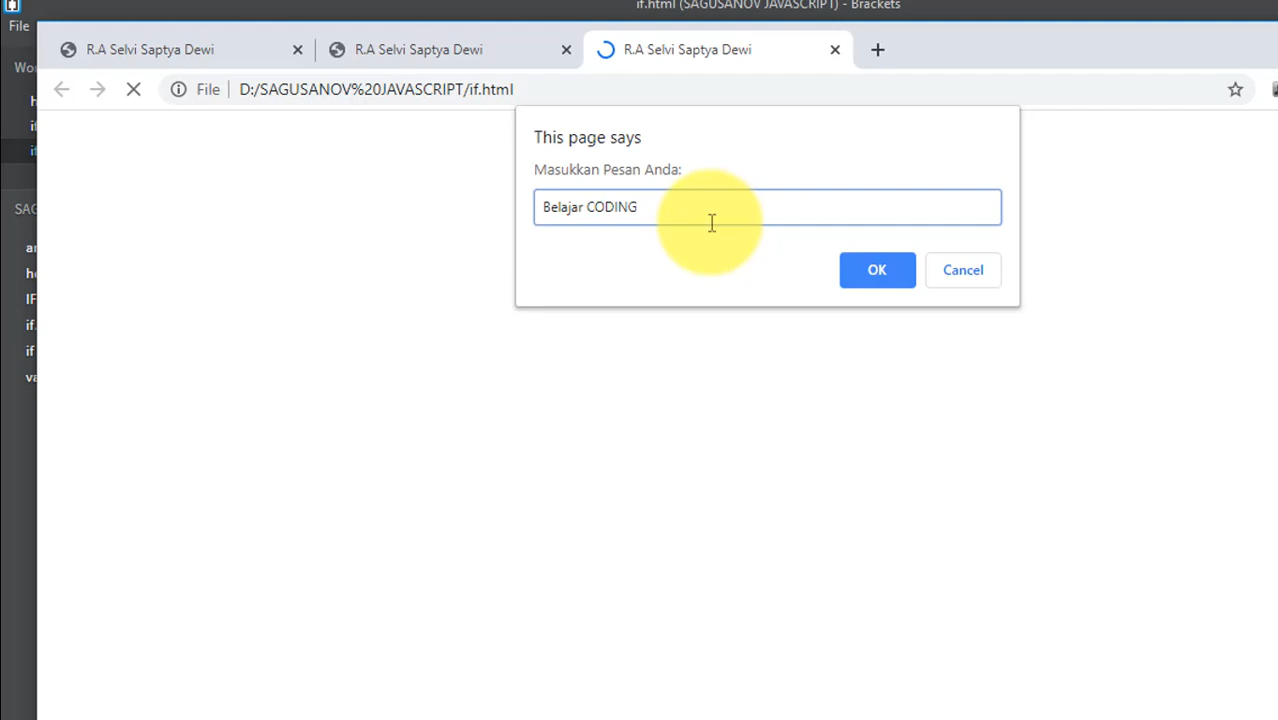 if.html (SAGUSANOV JAVASCRIPT) - Brackets
File
R.A Selvi Saptya Dewi
R.A Selvi Saptya Dewi
R.A Selvi Saptya Dewi
File
D:/SAGUSANOV%20JAVASCRIPT/if.html
This page says
Masukkan Pesan Anda:
Belajar CODING
OK
Cancel